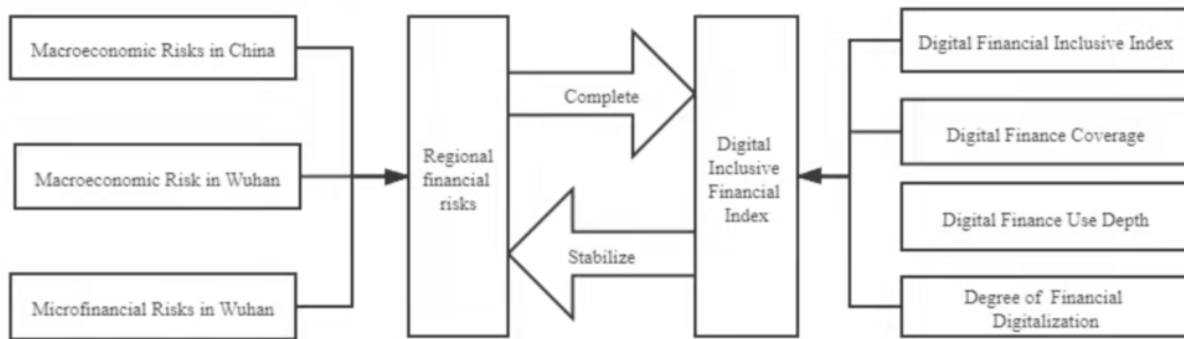 Macroeconomic Risks in China
Macroeconomic Risk in Wuhan
Microfinancial Risks in Wuhan
Regional
financial
risks
Complete
Stabilize
Digital
Inclusive
Financial
Index
Digital Financial Inclusive Index
Digital Finance Coverage
Digital Finance Use Depth
Degree of Financial
Digitalization